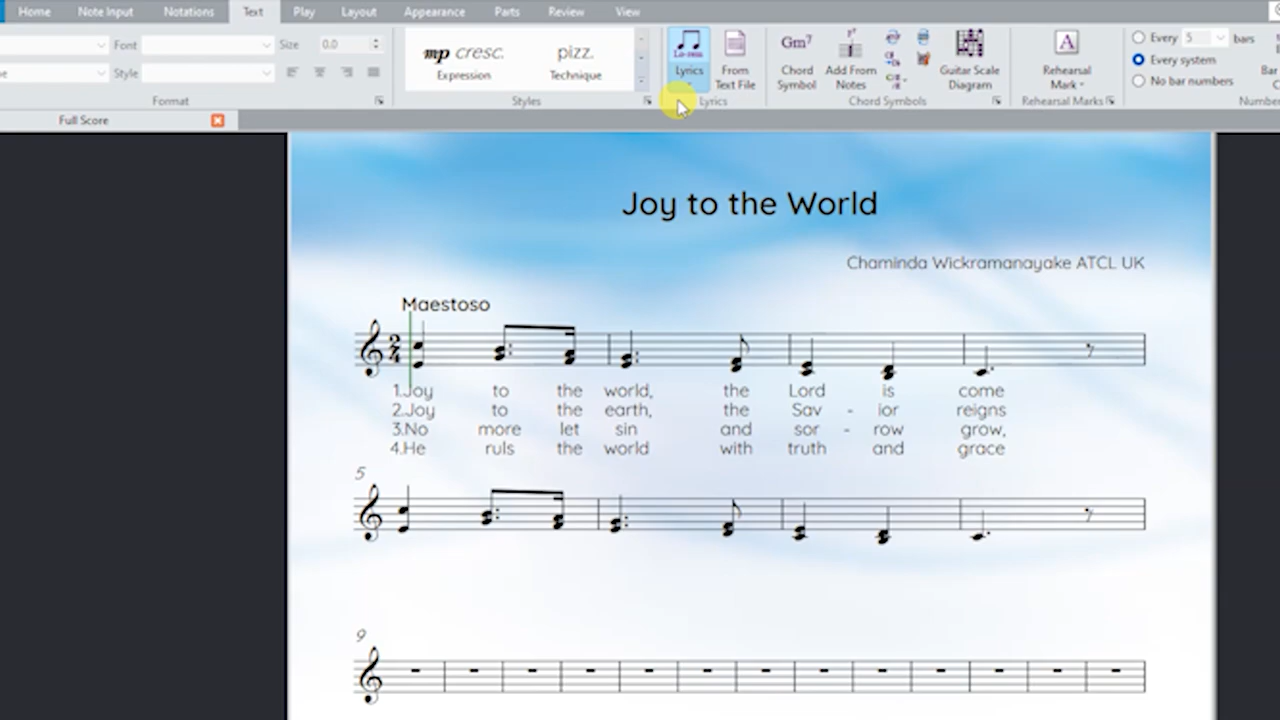 Home Note Input Notations Text Play Layout Appearance Parts Review View
Font Size 0.0
Style
mp cresc. pizz.
Expression Technique
Lyrics
From Text File
Gm7
Chord Symbol
Add From Notes
Guitar Scale Diagram
A
Rehearsal Mark
Every 5 bars
Every system
No bar numbers
Bar
Format Styles Lyrics Chord Symbols Rehearsal Marks
Full Score
Joy to the World
Chaminda Wickramanayake ATCL UK
Maestoso
2
4
1.Joy to the world, the Lord is come
2.Joy to the earth, the Sav - ior reigns
3.No more let sin and sor - row grow,
4.He ruls the world with truth and grace
5
9